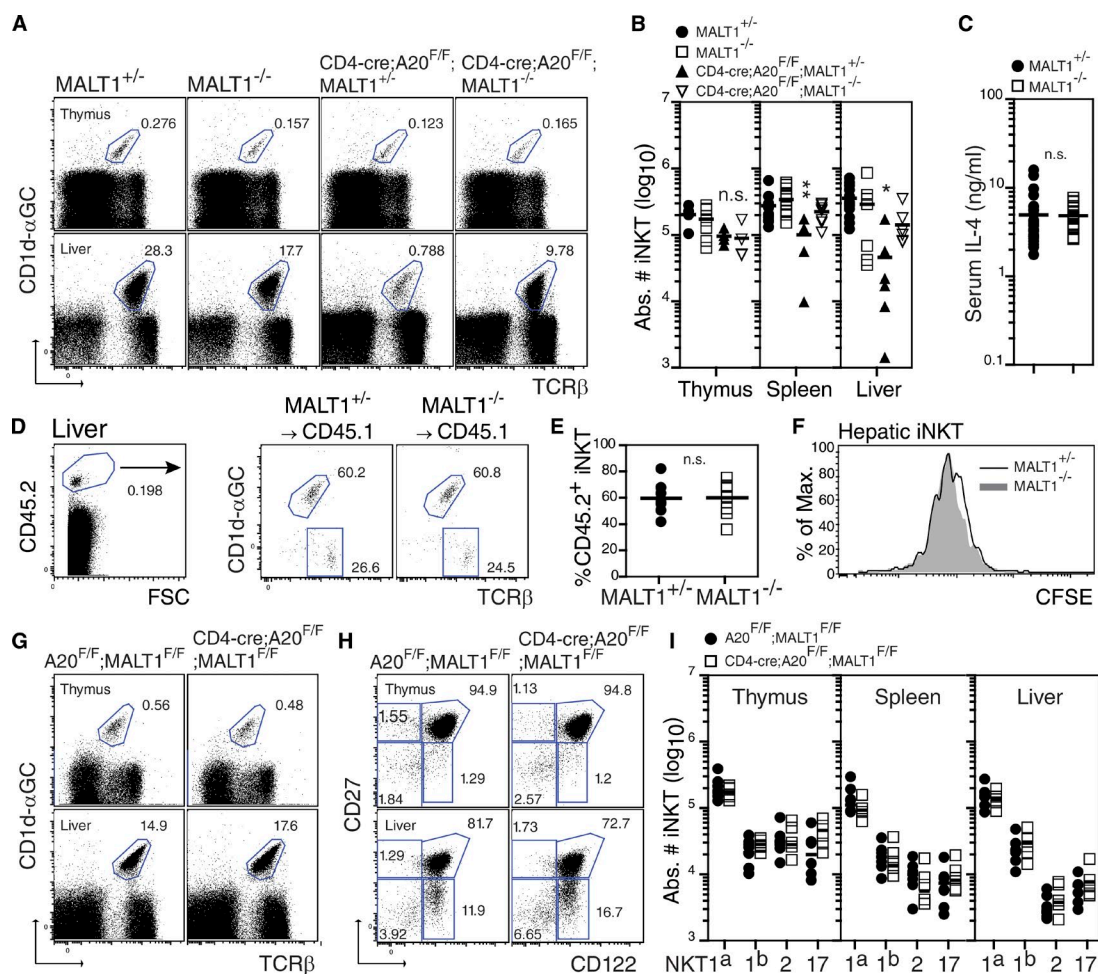 A
MALT1+/-
MALT1-/-
CD4-cre;A20F/F;
MALT1+/-
CD4-cre;A20F/F;
MALT1-/-
Thymus
0.276
0.157
0.123
0.165
Liver
28.3
17.7
0.788
9.78
CD1d-αGC
0
0
0
TCRβ
B
MALT1+/-
MALT1-/-
CD4-cre;A20F/F;MALT1+/-
CD4-cre;A20F/F;MALT1-/-
Abs. # iNKT (log10)
7
6
5
4
3
n.s.
**
*
Thymus Spleen Liver
C
MALT1+/-
MALT1-/-
Serum IL-4 (ng/ml)
100
10
1
0.1
n.s.
D
Liver
CD45.2
0.198
FSC
MALT1+/-
→ CD45.1
MALT1-/-
→ CD45.1
CD1d-αGC
60.2
60.8
26.6
24.5
0
0
TCRβ
E
%CD45.2+ iNKT
100
80
60
40
20
0
n.s.
MALT1+/- MALT1-/-
F
Hepatic iNKT
MALT1+/-
MALT1-/-
% of Max.
100
80
60
40
20
0
0
CFSE
G
A20F/F;MALT1F/F
CD4-cre;A20F/F
;MALT1F/F
Thymus
0.56
0.48
Liver
14.9
17.6
CD1d-αGC
0
0
0
TCRβ
H
A20F/F;MALT1F/F
CD4-cre;A20F/F
;MALT1F/F
Thymus
94.9
1.55
1.29
1.84
1.13
94.8
1.2
2.57
Liver
81.7
1.29
11.9
3.92
1.73
72.7
16.7
6.65
CD27
0
CD122
I
A20F/F;MALT1F/F
CD4-cre;A20F/F;MALT1F/F
Abs. # iNKT (log10)
7
6
5
4
3
Thymus Spleen Liver
NKT1a 1b 2 17 1a 1b 2 17 1a 1b 2 17